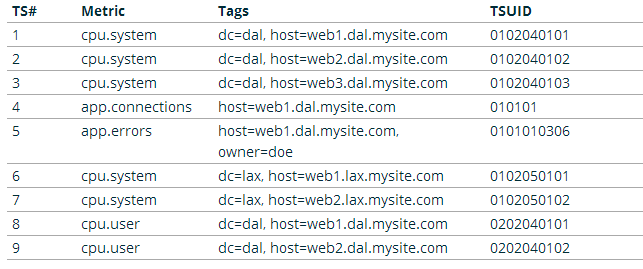 TS# Metric Tags TSUID
1 cpu.system dc=dal, host=web1.dal.mysite.com 0102040101
2 cpu.system dc=dal, host=web2.dal.mysite.com 0102040102
3 cpu.system dc=dal, host=web3.dal.mysite.com 0102040103
4 app.connections host=web1.dal.mysite.com 010101
5 app.errors host=web1.dal.mysite.com, 0101010306
owner=doe
6 cpu.system dc=lax, host=web1.lax.mysite.com 0102050101
7 cpu.system dc=lax, host=web2.lax.mysite.com 0102050102
8 cpu.user dc=dal, host=web1.dal.mysite.com 0202040101
9 cpu.user dc=dal, host=web2.dal.mysite.com 0202040102